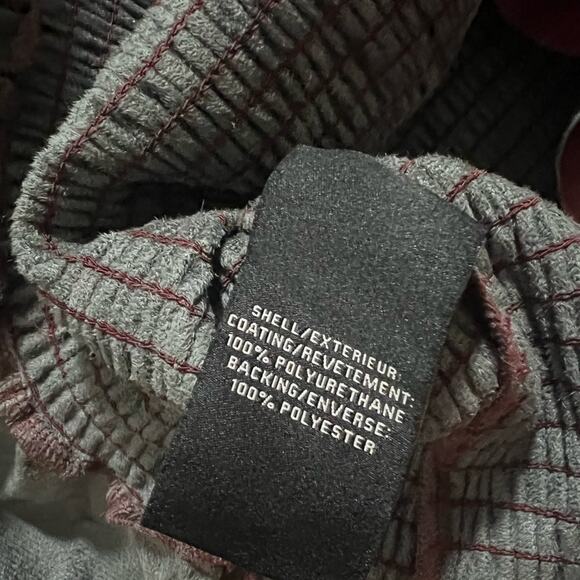 SHELL/EXTERIEUR,
COATING/REVETEMENT:
100% POLYURETHANE
BACKING/ENVERSE:
100% POLYESTER